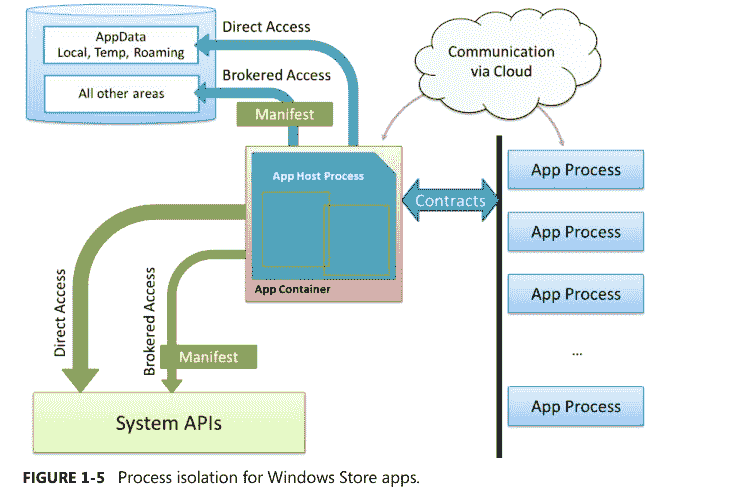 AppData
Local, Temp, Roaming
All other areas
Direct Access
Brokered Access
Manifest
Communication
via Cloud
App Host Process
App Container
Contracts
App Process
App Process
App Process
...
App Process
Direct Access
Brokered Access
Manifest
System APIs
FIGURE 1-5 Process isolation for Windows Store apps.